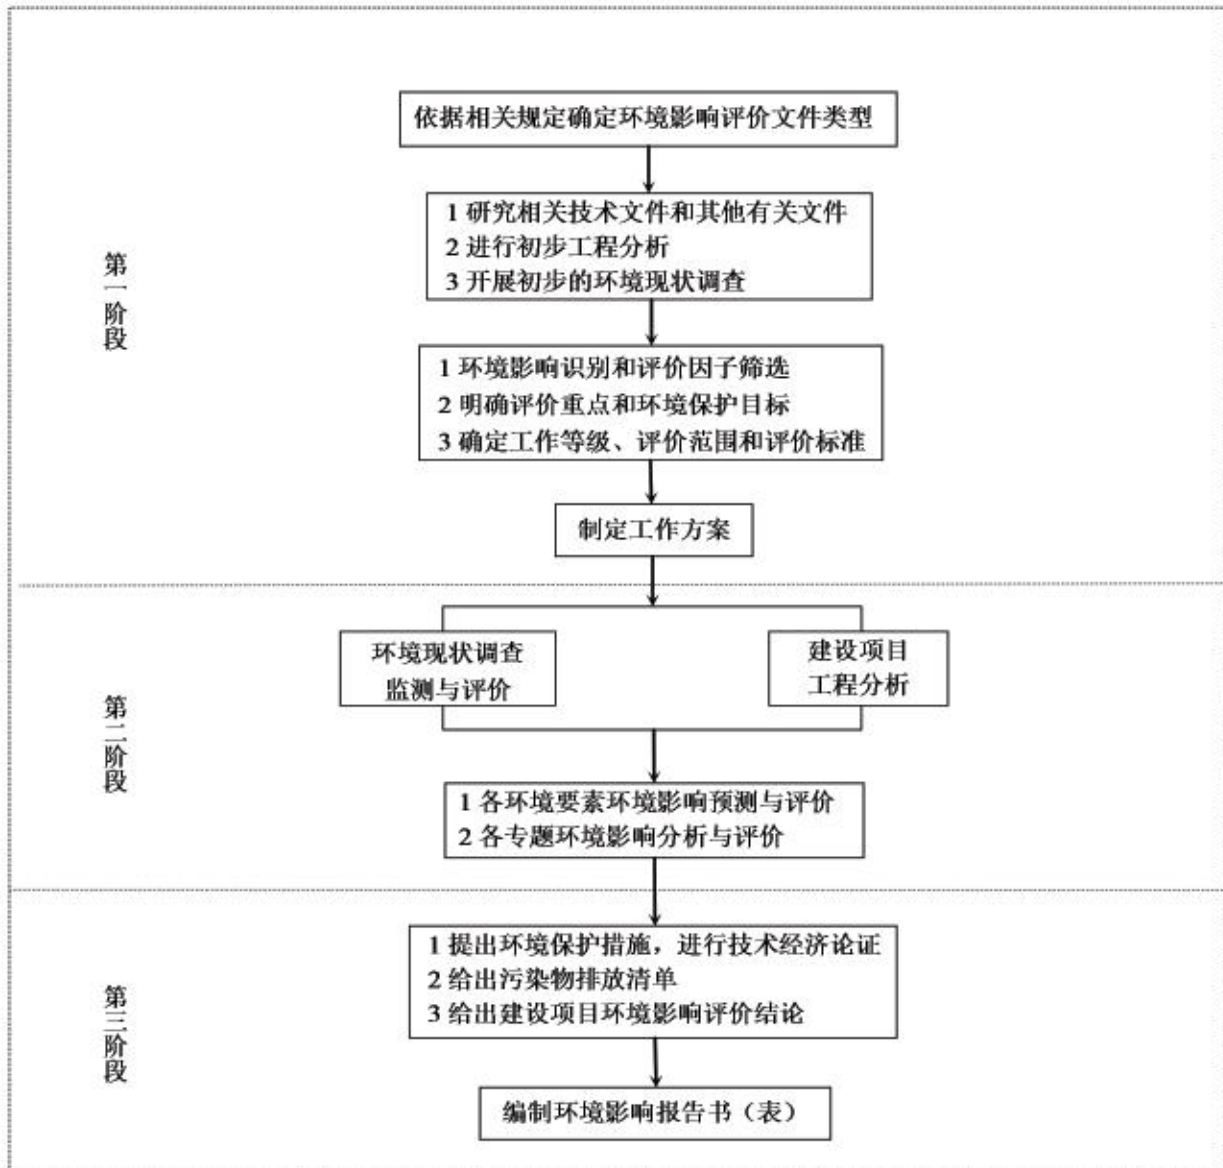 依据相关规定确定环境影响评价文件类型
第一阶段
1 研究相关技术文件和其他有关文件
2 进行初步工程分析
3 开展初步的环境现状调查
1 环境影响识别和评价因子筛选
2 明确评价重点和环境保护目标
3 确定工作等级、评价范围和评价标准
制定工作方案
第二阶段
环境现状调查
监测与评价
建设项目
工程分析
1 各环境要素环境影响预测与评价
2 各专题环境影响分析与评价
第三阶段
1 提出环境保护措施，进行技术经济论证
2 给出污染物排放清单
3 给出建设项目环境影响评价结论
编制环境影响报告书（表）